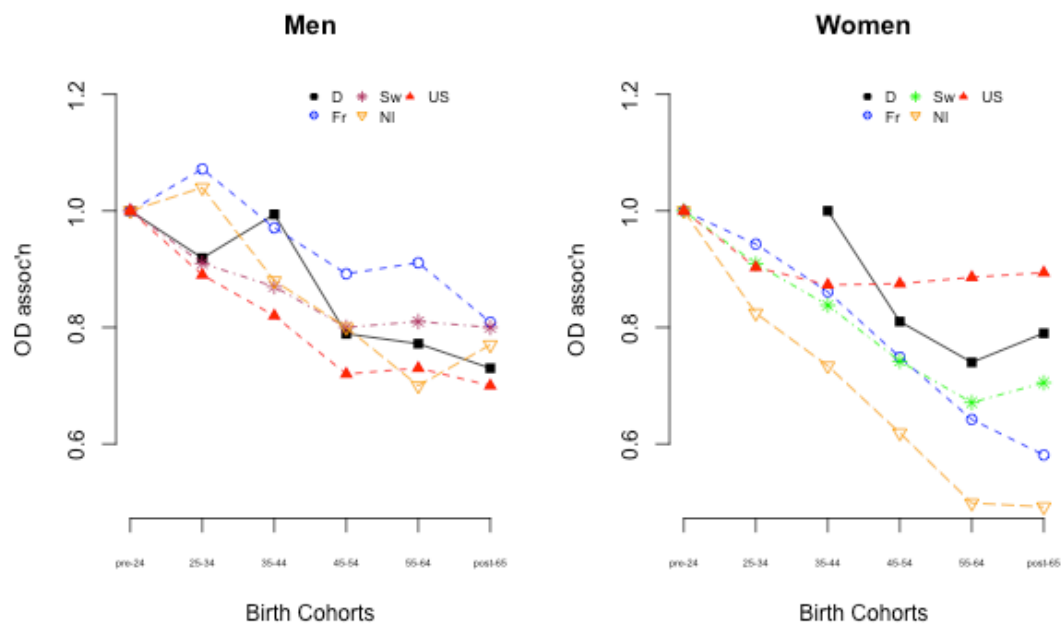 Men
D Sw US
Fr Nl
1.2
1.0
0.8
0.6
OD assoc'n
pre-24 25-34 35-44 45-54 55-64 post-65
Birth Cohorts
Women
D Sw US
Fr Nl
1.2
1.0
0.8
0.6
OD assoc'n
pre-24 25-34 35-44 45-54 55-64 post-65
Birth Cohorts